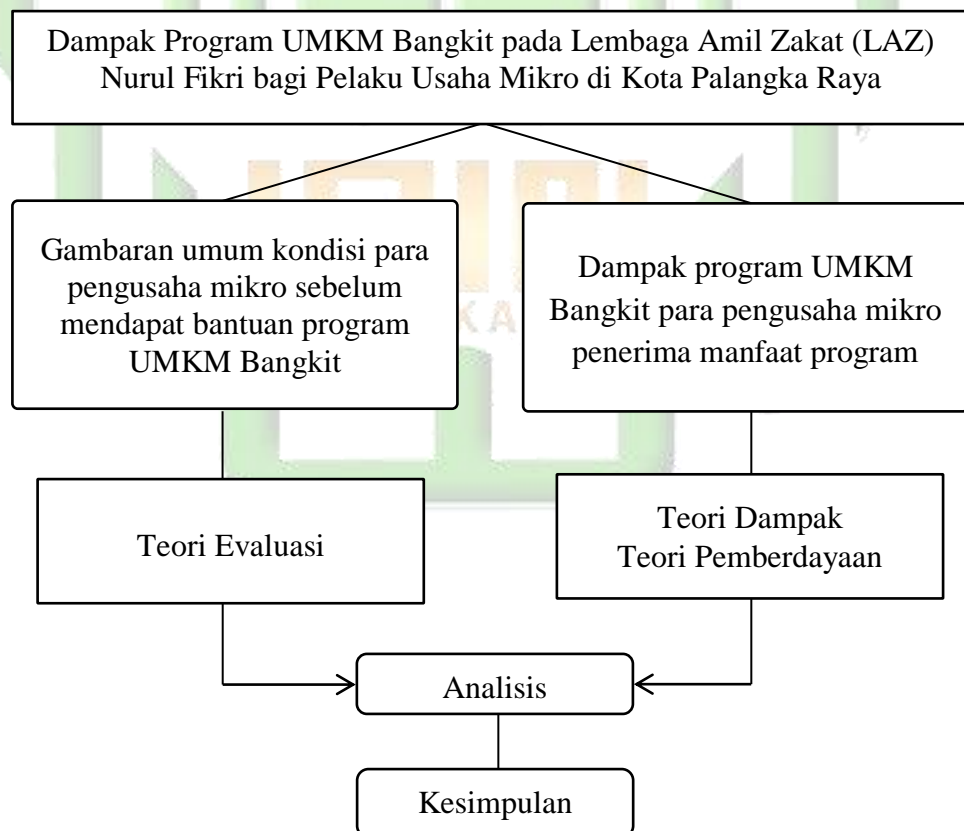 Dampak Program UMKM Bangkit pada Lembaga Amil Zakat (LAZ)
Nurul Fikri bagi Pelaku Usaha Mikro di Kota Palangka Raya
Gambaran umum kondisi para
pengusaha mikro sebelum
mendapat bantuan program
UMKM Bangkit
Dampak program UMKM
Bangkit para pengusaha mikro
penerima manfaat program
Teori Evaluasi
Teori Dampak
Teori Pemberdayaan
Analisis
Kesimpulan